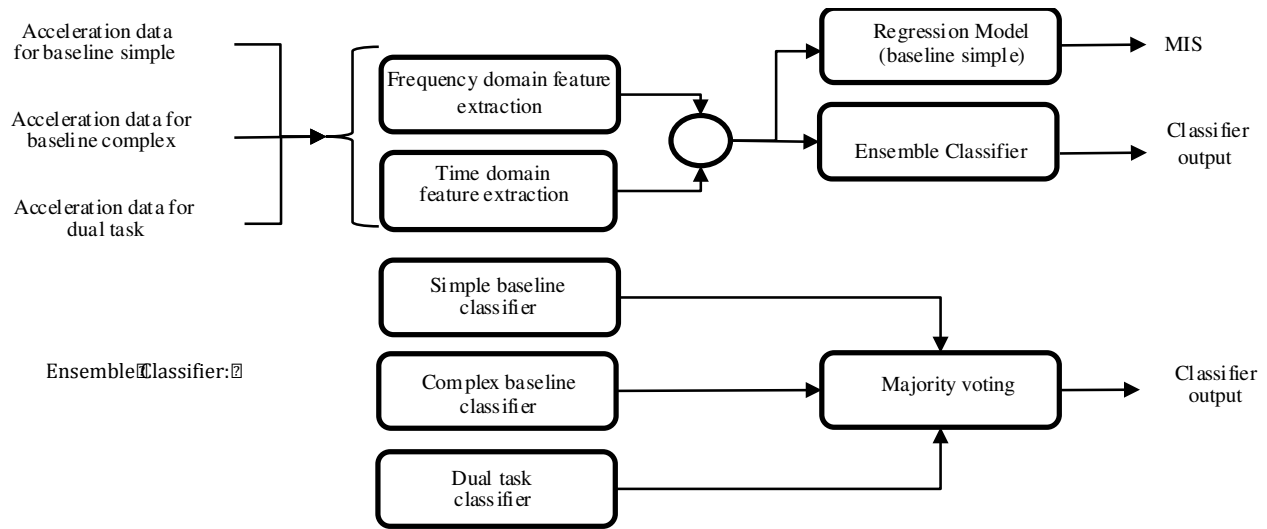 Acceleration data
for baseline simple
Acceleration data for
baseline complex
Acceleration data for
dual task
Frequency domain feature
extraction
Time domain
feature extraction
Regression Model
(baseline simple)
MIS
Ensemble Classifier
Classifier
output
Ensemble Classifier:
Simple baseline
classifier
Complex baseline
classifier
Dual task
classifier
Majority voting
Classifier
output